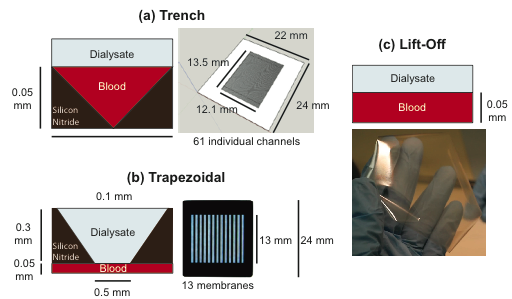 (a) Trench
Dialysate
Blood
0.05
mm
Silicon
Nitride
22 mm
13.5 mm
12.1mm
24 mm
61 individual channels
(b) Trapezoidal
0.1 mm
Dialysate
0.3
mm
Silicon
Nitride
0.05
mm
Blood
0.5 mm
13 mm
24 mm
13 membranes
(c) Lift-Off
Dialysate
Blood
0.05
mm